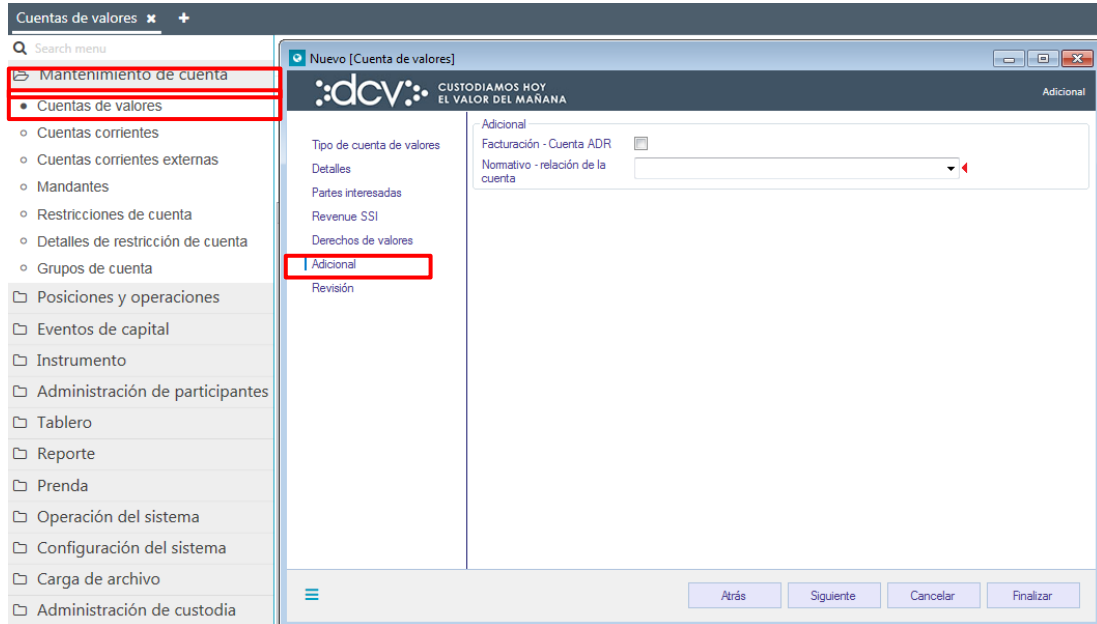 Cuentas de valores
Search menu
Mantenimiento de cuenta
Cuentas de valores
Cuentas corrientes
Cuentas corrientes externas
Mandantes
Restricciones de cuenta
Detalles de restricción de cuenta
Grupos de cuenta
Posiciones y operaciones
Eventos de capital
Instrumento
Administración de participantes
Tablero
Reporte
Prenda
Operación del sistema
Configuración del sistema
Carga de archivo
Administración de custodia
Nuevo [Cuenta de valores]
dcv CUSTODIAMOS HOY
EL VALOR DEL MAÑANA
Adicional
Tipo de cuenta de valores
Detalles
Partes interesadas
Revenue SSI
Derechos de valores
Adicional
Revisión
Adicional
Facturación - Cuenta ADR
Normativo - relación de la
cuenta
Atrás Siguiente Cancelar Finalizar